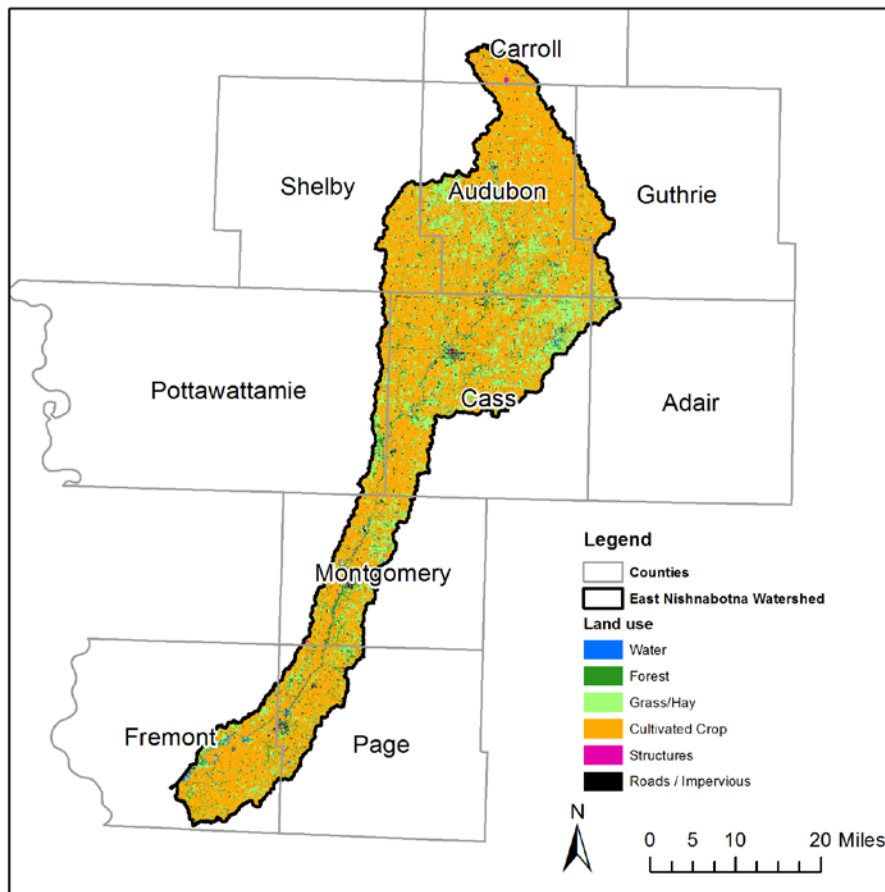 Carroll
Shelby
Audubon
Guthrie
Pottawattamie
Cass
Adair
Montgomery
Fremont
Page
Legend
Counties
East Nishnabotna Watershed
Land use
Water
Forest
Grass/Hay
Cultivated Crop
Structures
Roads / Impervious
N
0 5 10 20 Miles